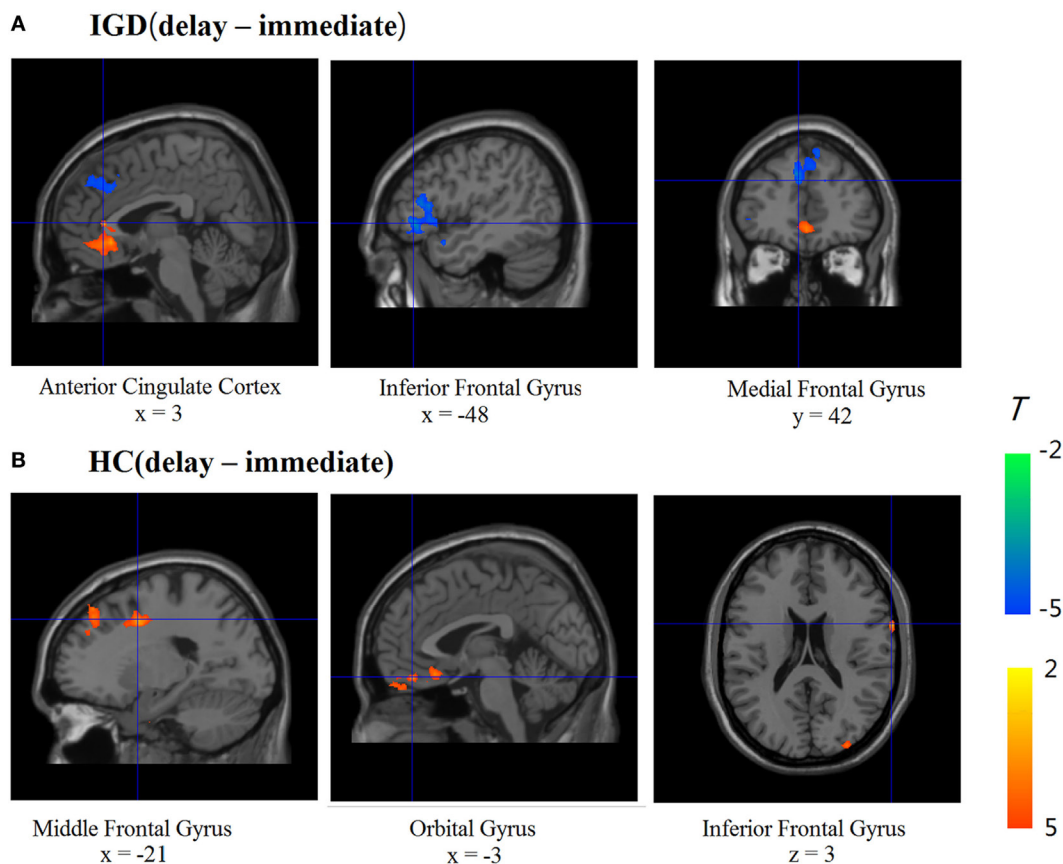 A
IGD(delay – immediate)
Anterior Cingulate Cortex
x = 3
Inferior Frontal Gyrus
x = -48
Medial Frontal Gyrus
y = 42
B
HC(delay – immediate)
T
-2
-5
2
5
Middle Frontal Gyrus
x = -21
Orbital Gyrus
x = -3
Inferior Frontal Gyrus
z = 3